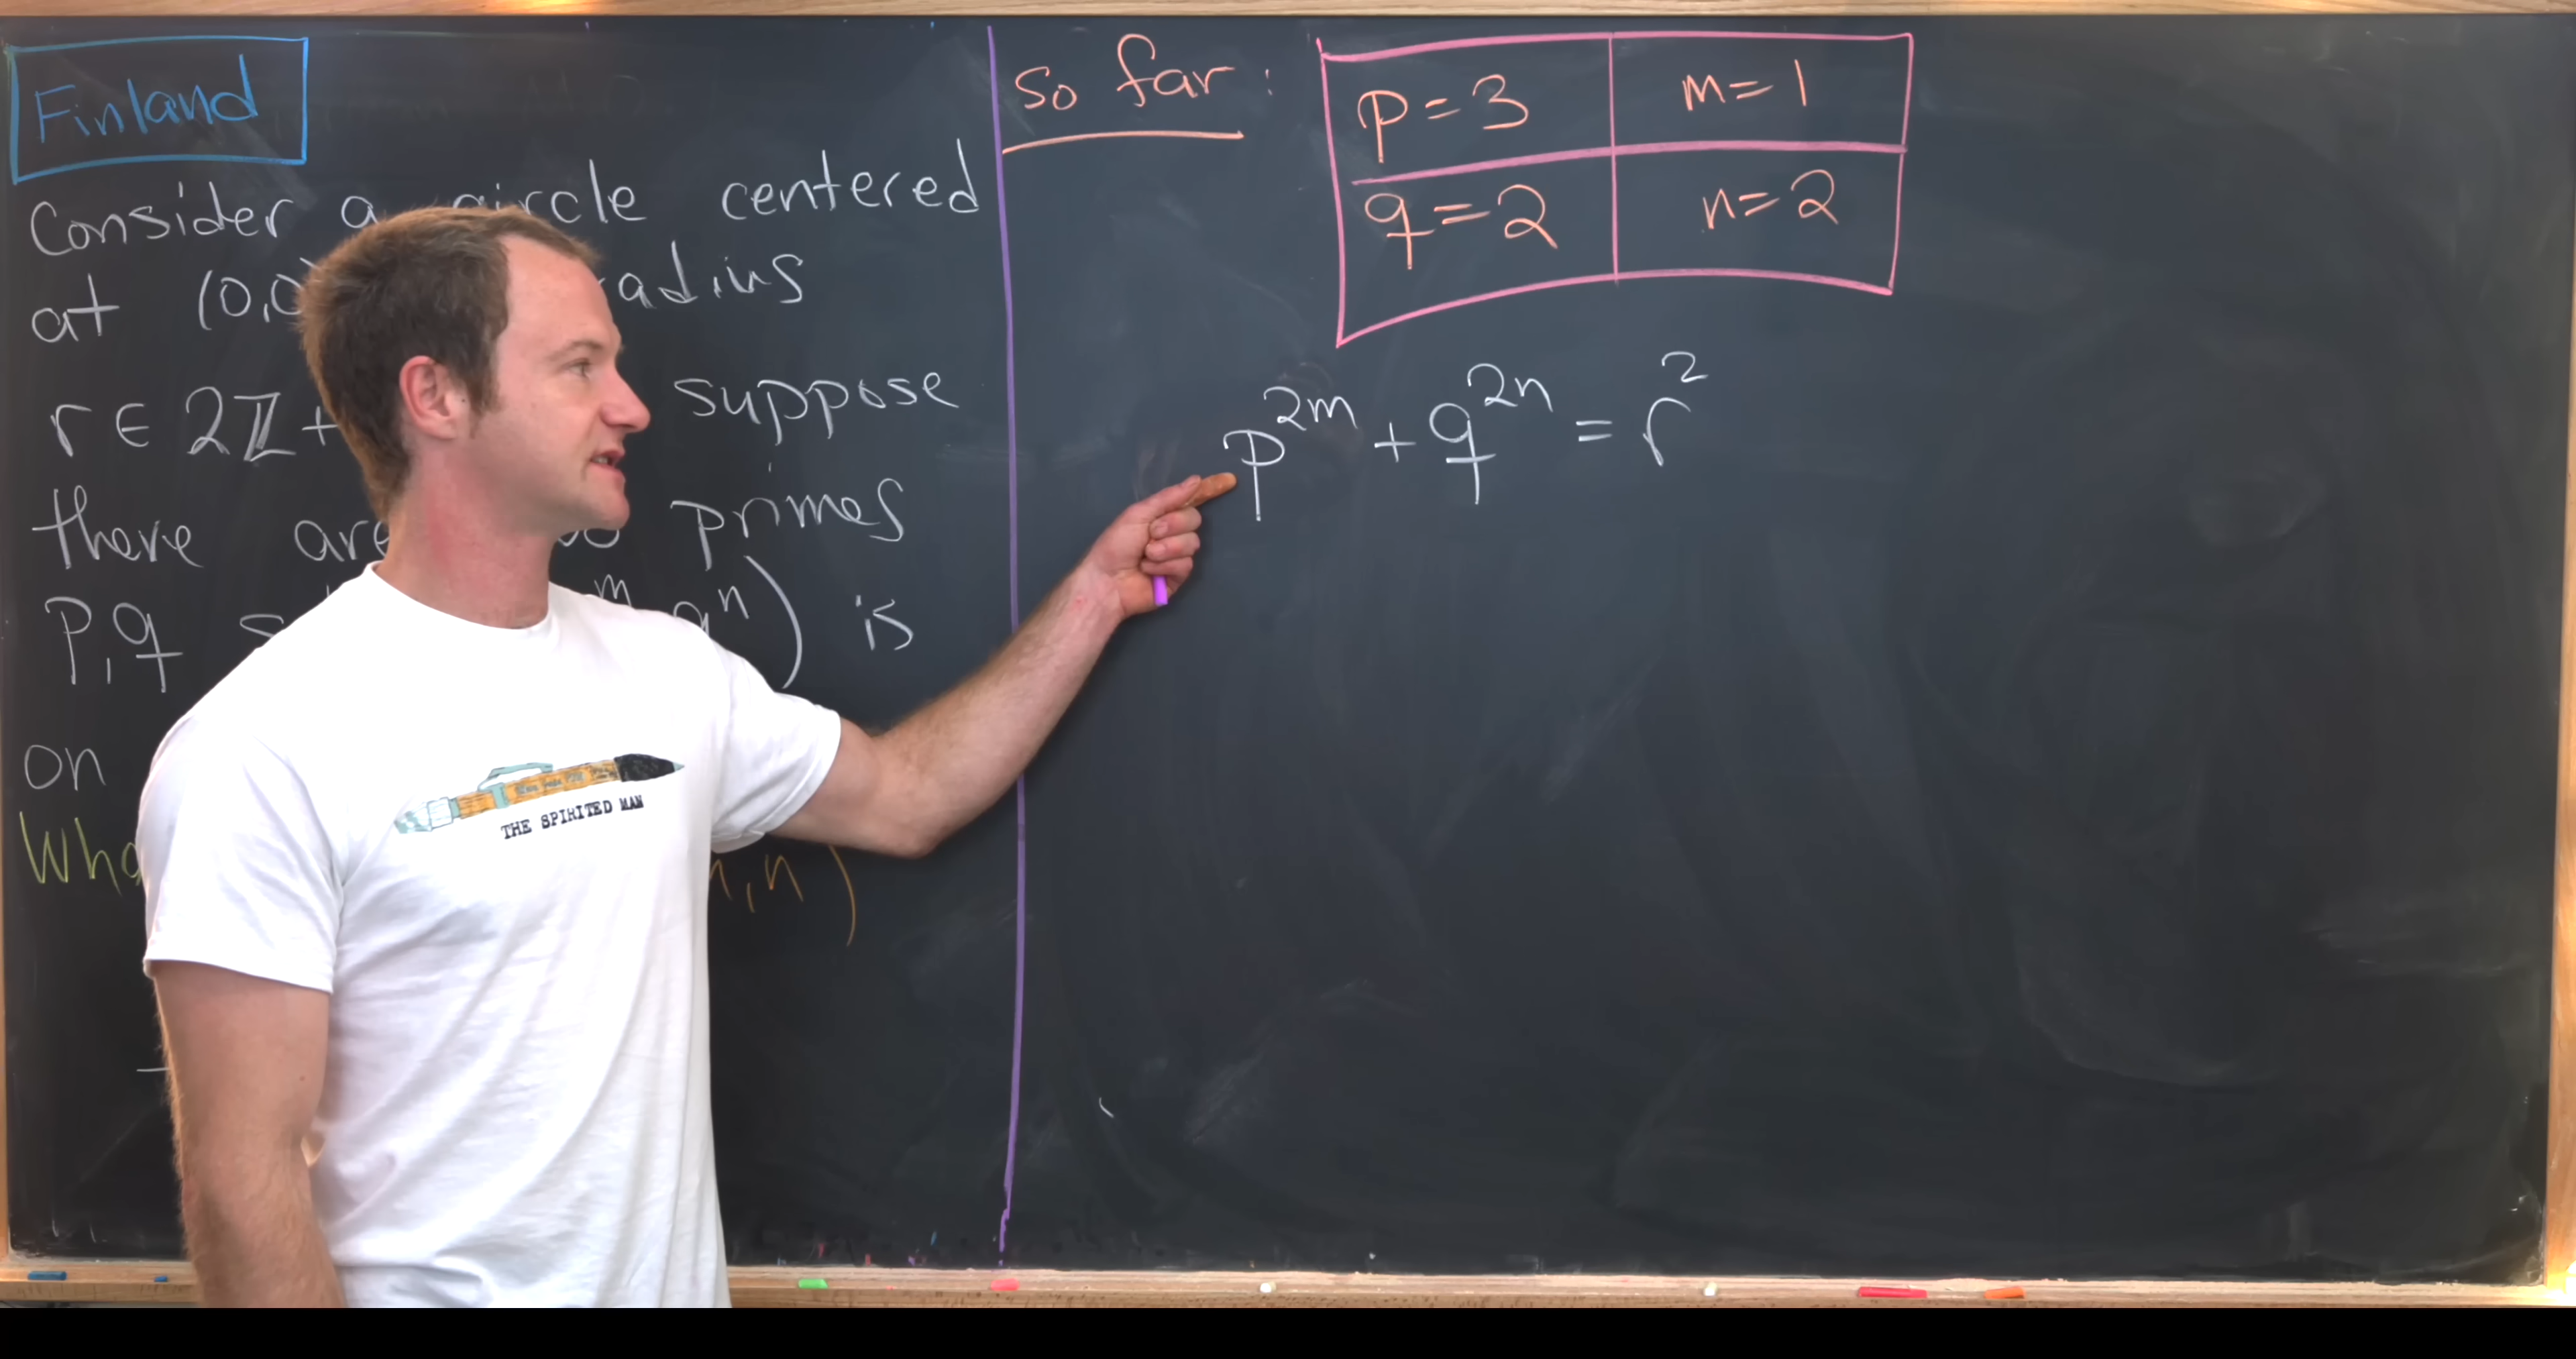 Finland
Consider a circle centered
at (0,0) radius
r ∈ 2ℤ+ suppose
there are primes
p,q m qⁿ) is
on
n)
So far:
p=3 m=1
q=2 n=2
p^{2m} + q^{2n} = r^2
THE SPIRITED MAN